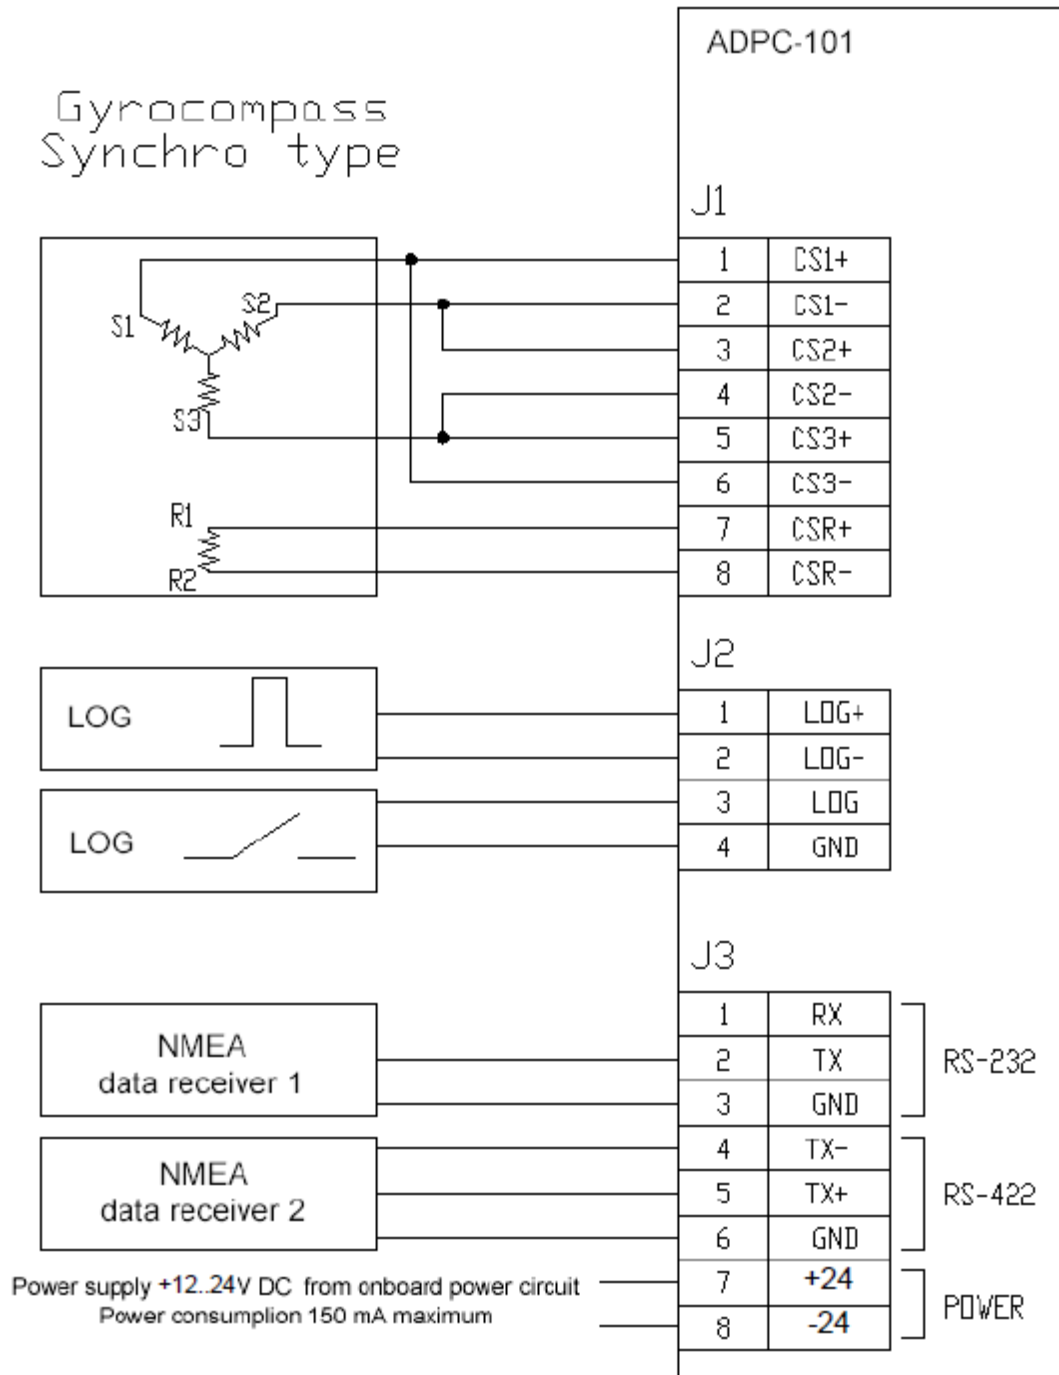 ADPC-101
Gyrocompass
Synchro type
J1
1 CS1+
2 CS1-
3 CS2+
4 CS2-
5 CS3+
6 CS3-
7 CSR+
8 CSR-
S1
S2
S3
R1
R2
J2
LOG
1 LOG+
2 LOG-
LOG
3 LOG
4 GND
J3
NMEA
data receiver 1
1 RX
2 TX
3 GND
RS-232
NMEA
data receiver 2
4 TX-
5 TX+
6 GND
RS-422
Power supply +12..24V DC from onboard power circuit
Power consumplion 150 mA maximum
7 +24
8 -24
POWER